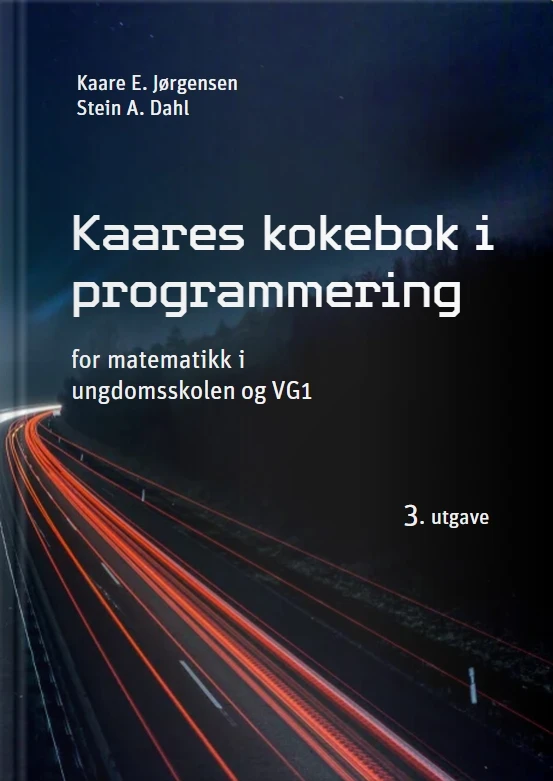 Kaare E. Jørgensen
Stein A. Dahl
Kaares kokebok i
programmering
for matematikk i
ungdomsskolen og VG1
3. utgave